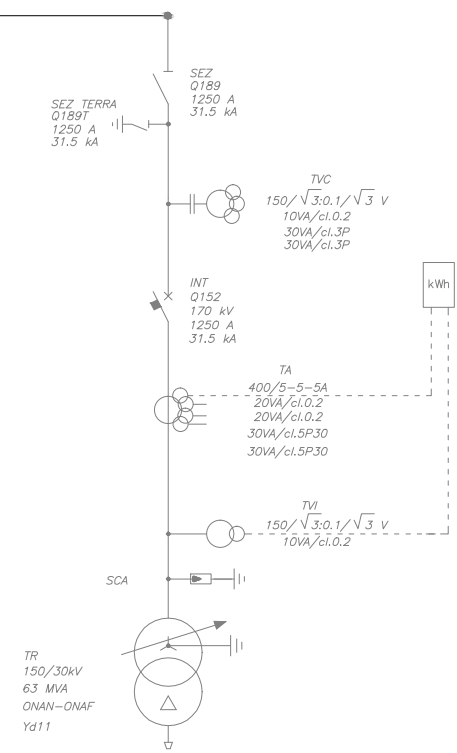 SEZ
Q189
1250 A
31.5 kA
SEZ TERRA
Q189T
1250 A
31.5 kA
TVC
150/√3:0.1/√3 V
10VA/cl.0.2
30VA/cl.3P
30VA/cl.3P
INT
Q152
170 kV
1250 A
31.5 kA
kWh
TA
400/5-5-5A
20VA/cl.0.2
20VA/cl.0.2
30VA/cl.5P30
30VA/cl.5P30
TVI
150/√3:0.1/√3 V
10VA/cl.0.2
SCA
TR
150/30kV
63 MVA
ONAN-ONAF
Yd11